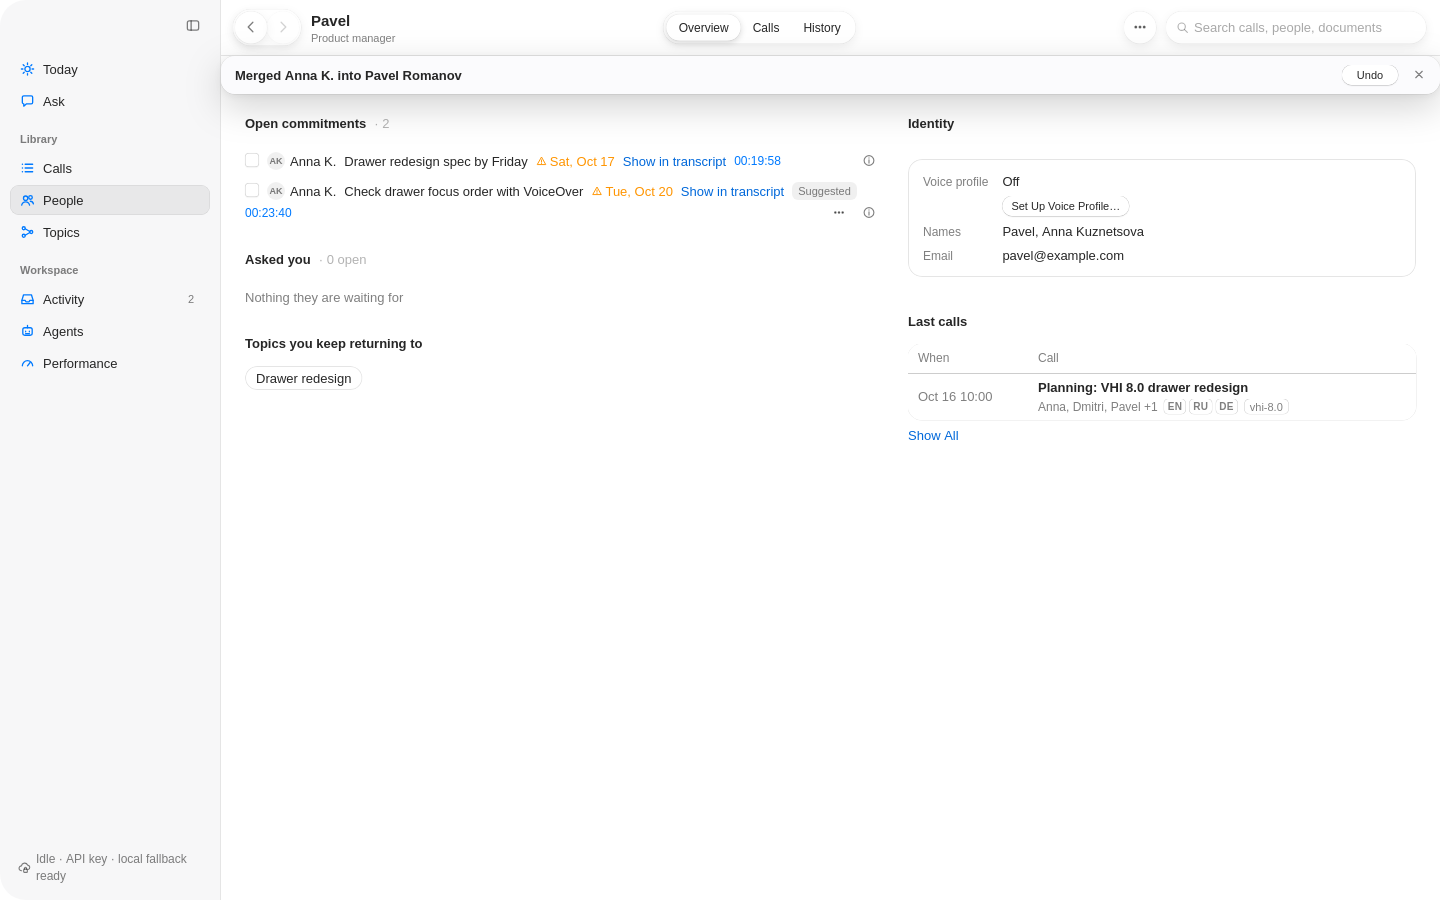 Pavel
Product manager
Overview
Calls
History
Search calls, people, documents
Today
Ask
Library
Calls
People
Topics
Workspace
Activity 2
Agents
Performance
Idle · API key · local fallback
ready
Merged Anna K. into Pavel Romanov
Undo
Open commitments · 2
AK Anna K. Drawer redesign spec by Friday Sat, Oct 17 Show in transcript 00:19:58
AK Anna K. Check drawer focus order with VoiceOver Tue, Oct 20 Show in transcript Suggested
00:23:40
Asked you · 0 open
Nothing they are waiting for
Topics you keep returning to
Drawer redesign
Identity
Voice profile Off
Set Up Voice Profile…
Names Pavel, Anna Kuznetsova
Email pavel@example.com
Last calls
When Call
Oct 16 10:00 Planning: VHI 8.0 drawer redesign
Anna, Dmitri, Pavel +1 EN RU DE vhi-8.0
Show All